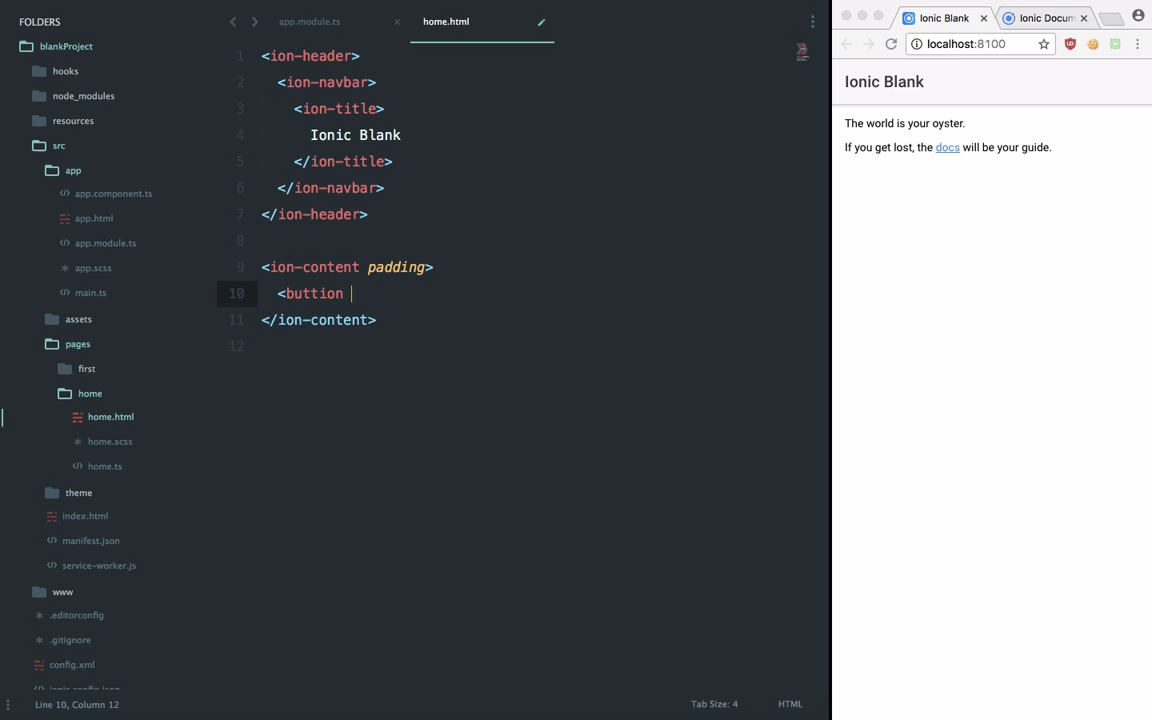 FOLDERS
blankProject
hooks
node_modules
resources
src
app
app.component.ts
app.html
app.module.ts
app.scss
main.ts
assets
pages
first
home
home.html
home.scss
home.ts
theme
index.html
manifest.json
service-worker.js
www
.editorconfig
.gitignore
config.xml
ionic.config.json
Line 10, Column 12
app.module.ts ×
home.html
1 <ion-header>
2 <ion-navbar>
3 <ion-title>
4 Ionic Blank
5 </ion-title>
6 </ion-navbar>
7 </ion-header>
8
9 <ion-content padding>
10 <buttion
11 </ion-content>
12
Tab Size: 4 HTML
Ionic Blank × Ionic Docum ×
localhost:8100
Ionic Blank
The world is your oyster.
If you get lost, the docs will be your guide.